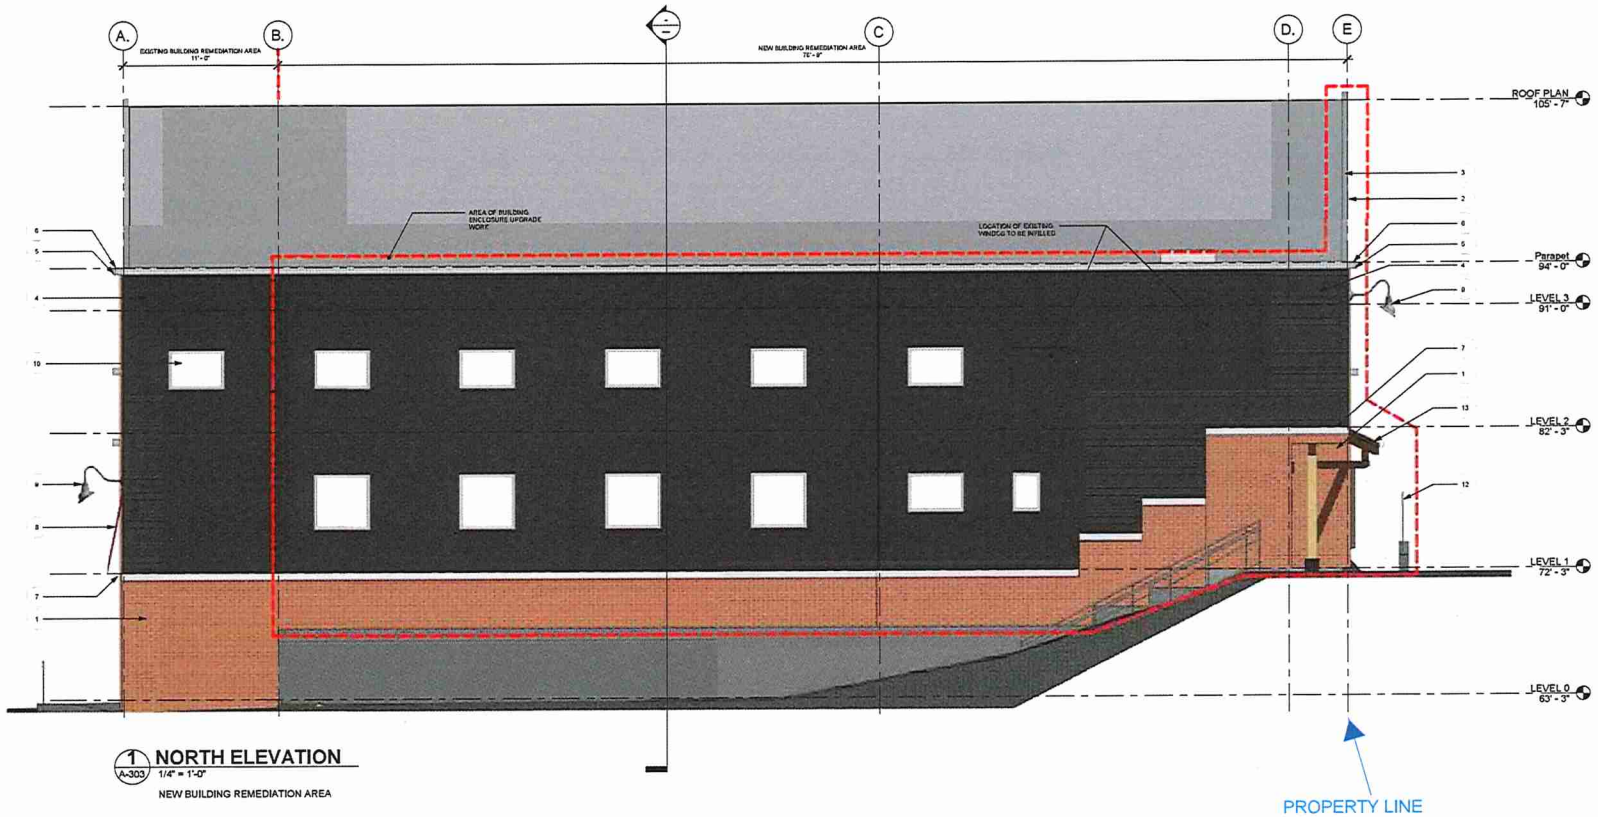 A.
B.
C
D.
E
EXISTING BUILDING REMEDIATION AREA
11'-0"
NEW BUILDING REMEDIATION AREA
ROOF PLAN
105' - 7"
3
2
AREA OF BUILDING
ENCLOSURE UPGRADE
WORK
LOCATION OF EXISTING
WINDOW TO BE INFILLED
6
5
6
5
Parapet
94' - 0"
4
4
LEVEL 3
91' - 0"
9
10
7
1
13
LEVEL 2
82' - 3"
9
12
8
LEVEL 1
72' - 3"
7
1
LEVEL 0
63' - 3"
1
A-303
NORTH ELEVATION
1/4" = 1'-0"
NEW BUILDING REMEDIATION AREA
PROPERTY LINE